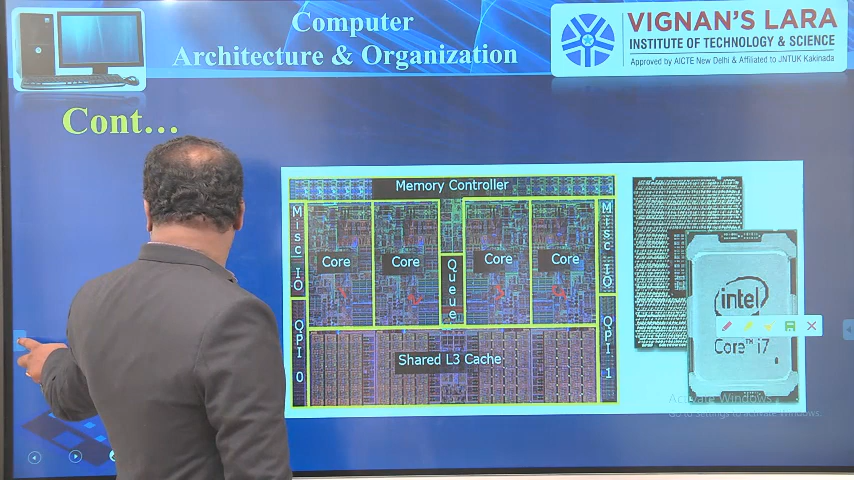 Computer
Architecture & Organization
VIGNAN'S LARA
INSTITUTE OF TECHNOLOGY & SCIENCE
Approved by AICTE New Delhi & Affiliated to JNTUK Kakinada
Cont...
Memory Controller
Misc IO
Core
Core
Queue
Core
Core
Misc IO
QPI 0
Shared L3 Cache
QPI 1
intel
Core™ i7
Activate Windows
Go to Settings to activate Windows.